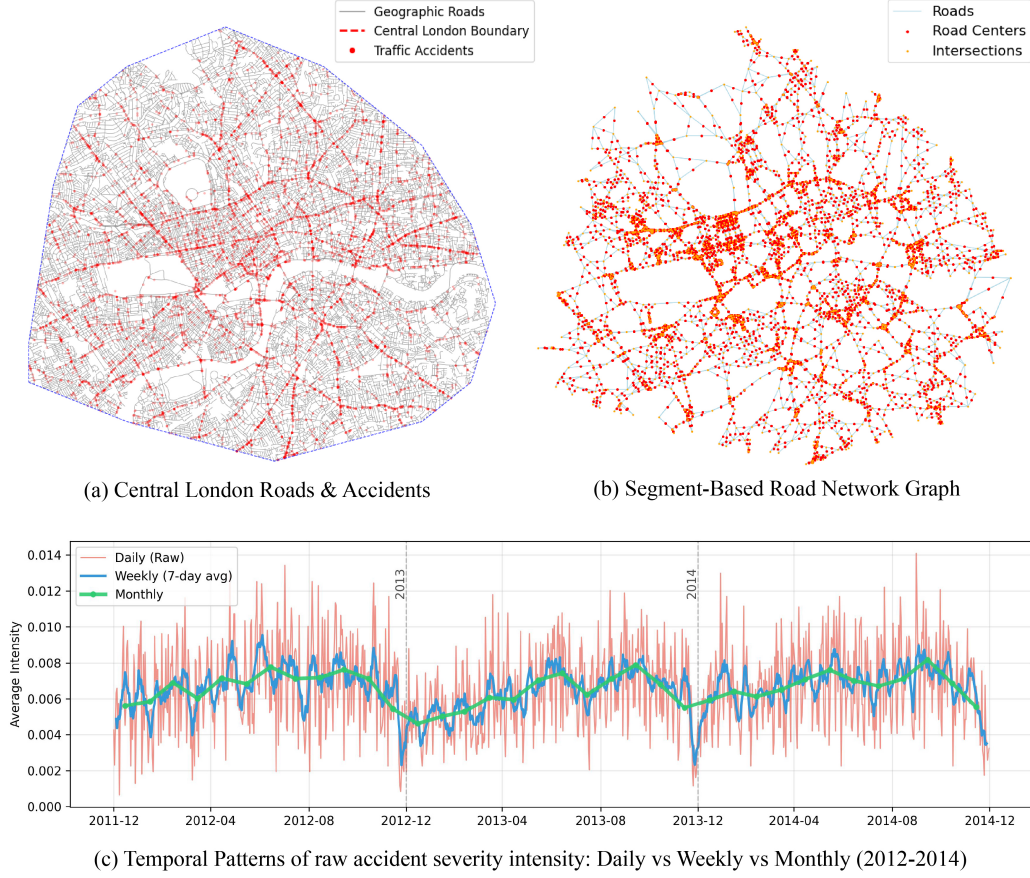 Geographic Roads
Central London Boundary
Traffic Accidents
Roads
Road Centers
Intersections
(a) Central London Roads & Accidents
(b) Segment-Based Road Network Graph
Daily (Raw)
Weekly (7-day avg)
Monthly
2013
2014
Average Intensity
0.014
0.012
0.010
0.008
0.006
0.004
0.002
0.000
2011-12
2012-04
2012-08
2012-12
2013-04
2013-08
2013-12
2014-04
2014-08
2014-12
(c) Temporal Patterns of raw accident severity intensity: Daily vs Weekly vs Monthly (2012-2014)